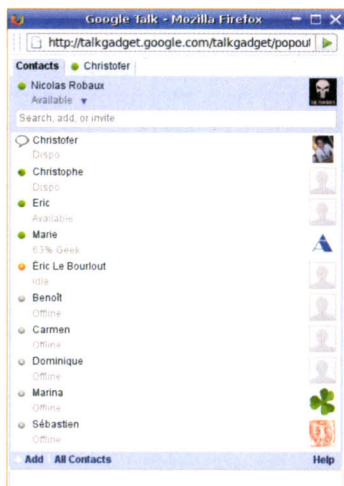 Google Talk - Mozilla Firefox
http://talkgadget.google.com/talkgadget/popout
Contacts Christofer
Nicolas Robaux
Available
Search, add, or invite
Christofer
Dispo
Christophe
Dispo
Eric
Available
Marie
63% Geek
Éric Le Bourlout
Idle
Benoît
Offline
Carmen
Offline
Dominique
Offline
Marina
Offline
Sébastien
Offline
Add All Contacts Help